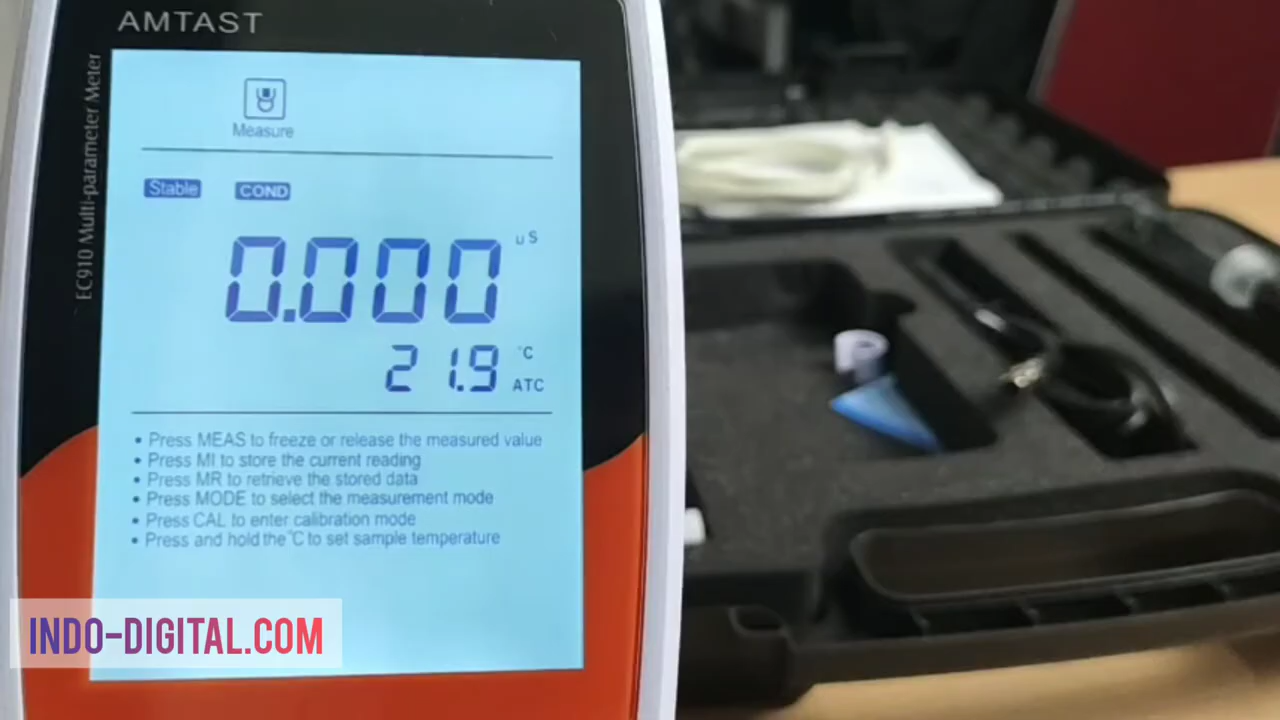 AMTAST
EC910 Multi-parameter Meter
Measure
Stable COND
0.000 uS
21.9 °C
ATC
• Press MEAS to freeze or release the measured value
• Press MI to store the current reading
• Press MR to retrieve the stored data
• Press MODE to select the measurement mode
• Press CAL to enter calibration mode
• Press and hold the °C to set sample temperature
INDO-DIGITAL.COM